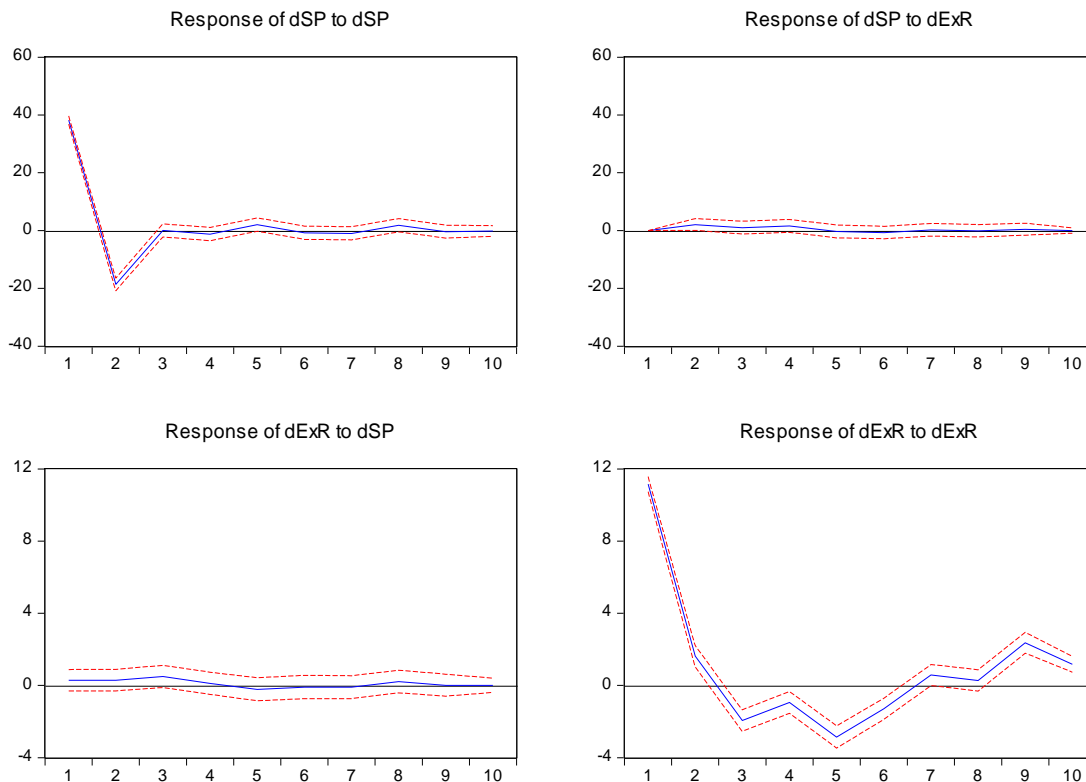 Response of dSP to dSP
60
40
20
0
-20
-40
1 2 3 4 5 6 7 8 9 10
Response of dSP to dExR
60
40
20
0
-20
-40
1 2 3 4 5 6 7 8 9 10
Response of dExR to dSP
12
8
4
0
-4
1 2 3 4 5 6 7 8 9 10
Response of dExR to dExR
12
8
4
0
-4
1 2 3 4 5 6 7 8 9 10